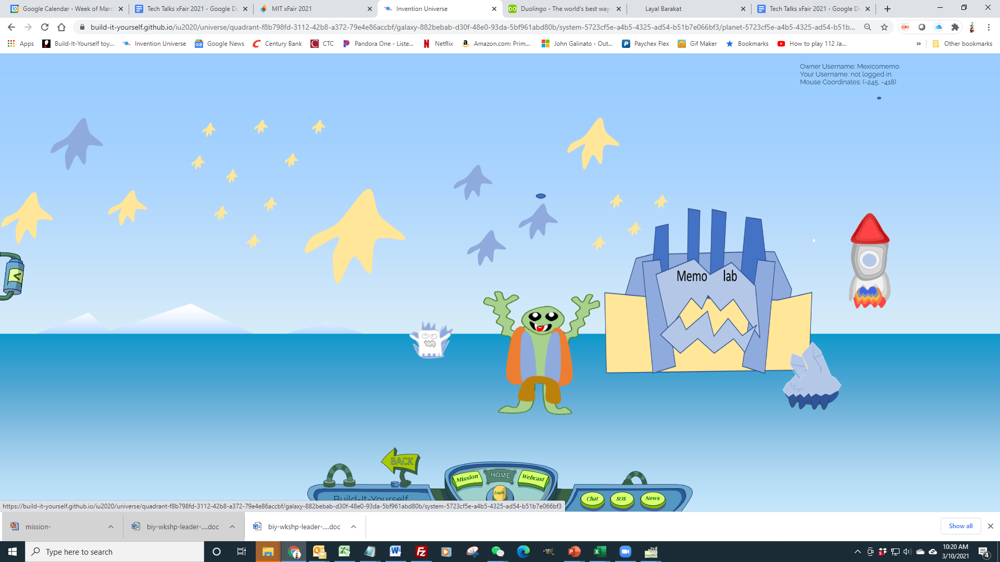 Google Calendar - Week of Marc
Tech Talks xFair 2021 - Google Do
MIT xFair 2021
Invention Universe
Duolingo - The world's best way
Layal Barakat
Tech Talks xFair 2021 - Google Do
build-it-yourself.github.io/iu2020/universe/quadrant-f8b798fd-3112-42b8-a372-79e4e86accbf/galaxy-882bebab-d30f-48e0-93da-5bf961abd80b/system-5723cf5e-a4b5-4325-ad54-b51b7e066bf3/planet-5723cf5e-a4b5-4325-ad54-b51b...
Apps
Build-It-Yourself toy...
Invention Universe
Google News
Century Bank
CTC
Pandora One - Liste...
Netflix
Amazon.com: Prim...
John Galinato - Out...
Paychex Flex
Gif Maker
Bookmarks
How to play 112 Ja...
»
Other bookmarks
Owner Username: Mexicomemo
Your Username: not logged in.
Mouse Coordinates: (-245, -418)
Memo lab
BACK
Mission
HOME
Webcast
Login
Build-It-Yourself
Chat
SOS
News
https://build-it-yourself.github.io/iu2020/universe/quadrant-f8b798fd-3112-42b8-a372-79e4e86accbf/galaxy-882bebab-d30f-48e0-93da-5bf961abd80b/system-5723cf5e-a4b5-4325-ad54-b51b7e066bf3
mission-
biy-wkshp-leader-....doc
biy-wkshp-leader-....doc
Show all
Type here to search
10:20 AM
3/10/2021
4